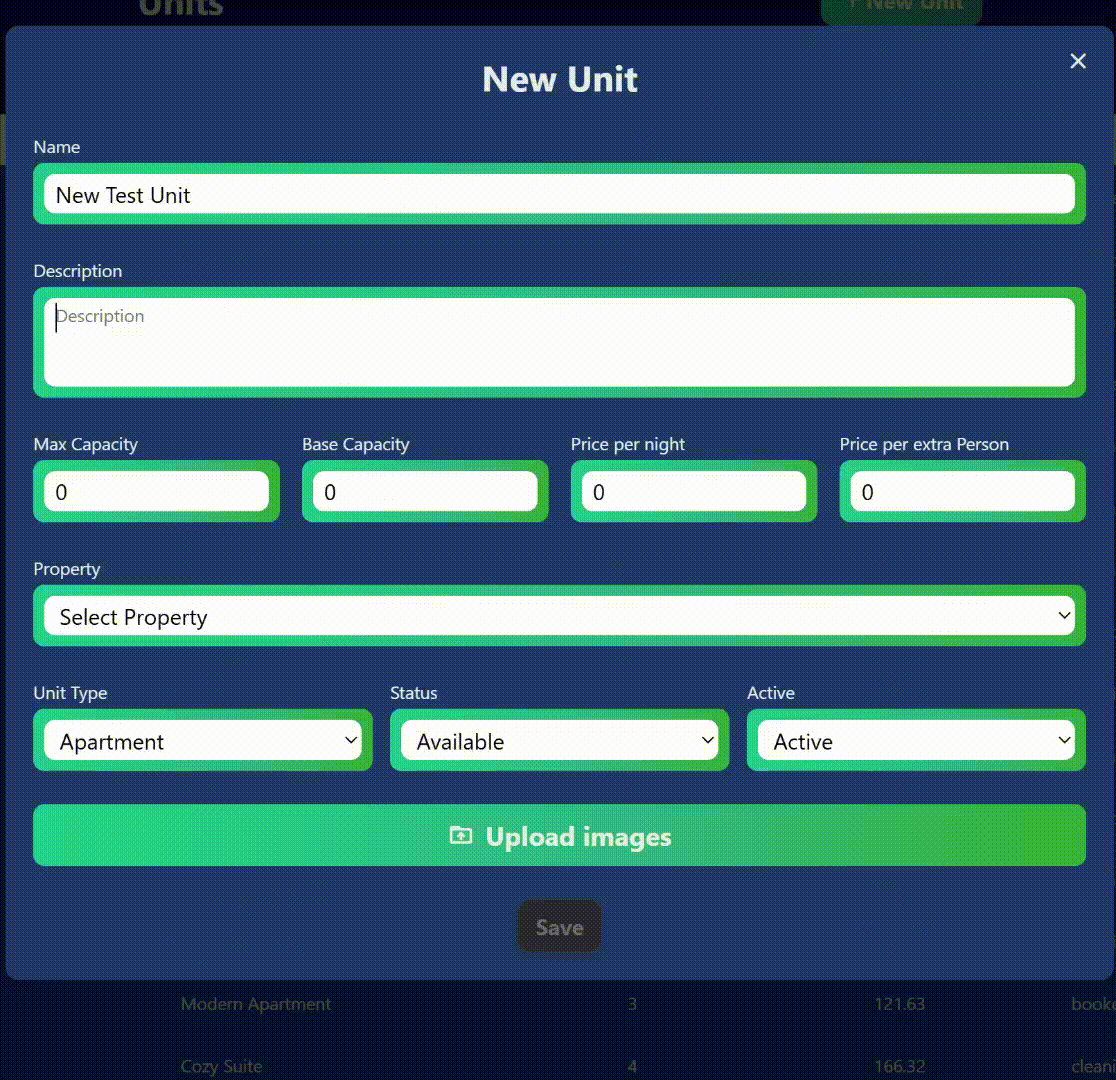 Units
+ New Unit
New Unit
Name
New Test Unit
Description
Description
Max Capacity
Base Capacity
Price per night
Price per extra Person
0
0
0
0
Property
Select Property
Unit Type
Status
Active
Apartment
Available
Active
Upload images
Save
Modern Apartment 3 121.63
Cozy Suite 4 166.32